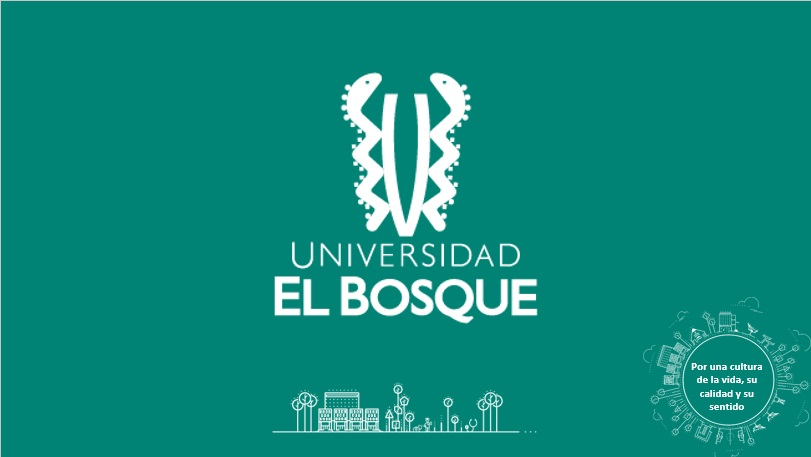 UNIVERSIDAD
EL BOSQUE
Por una cultura
de la vida, su
calidad y su
sentido